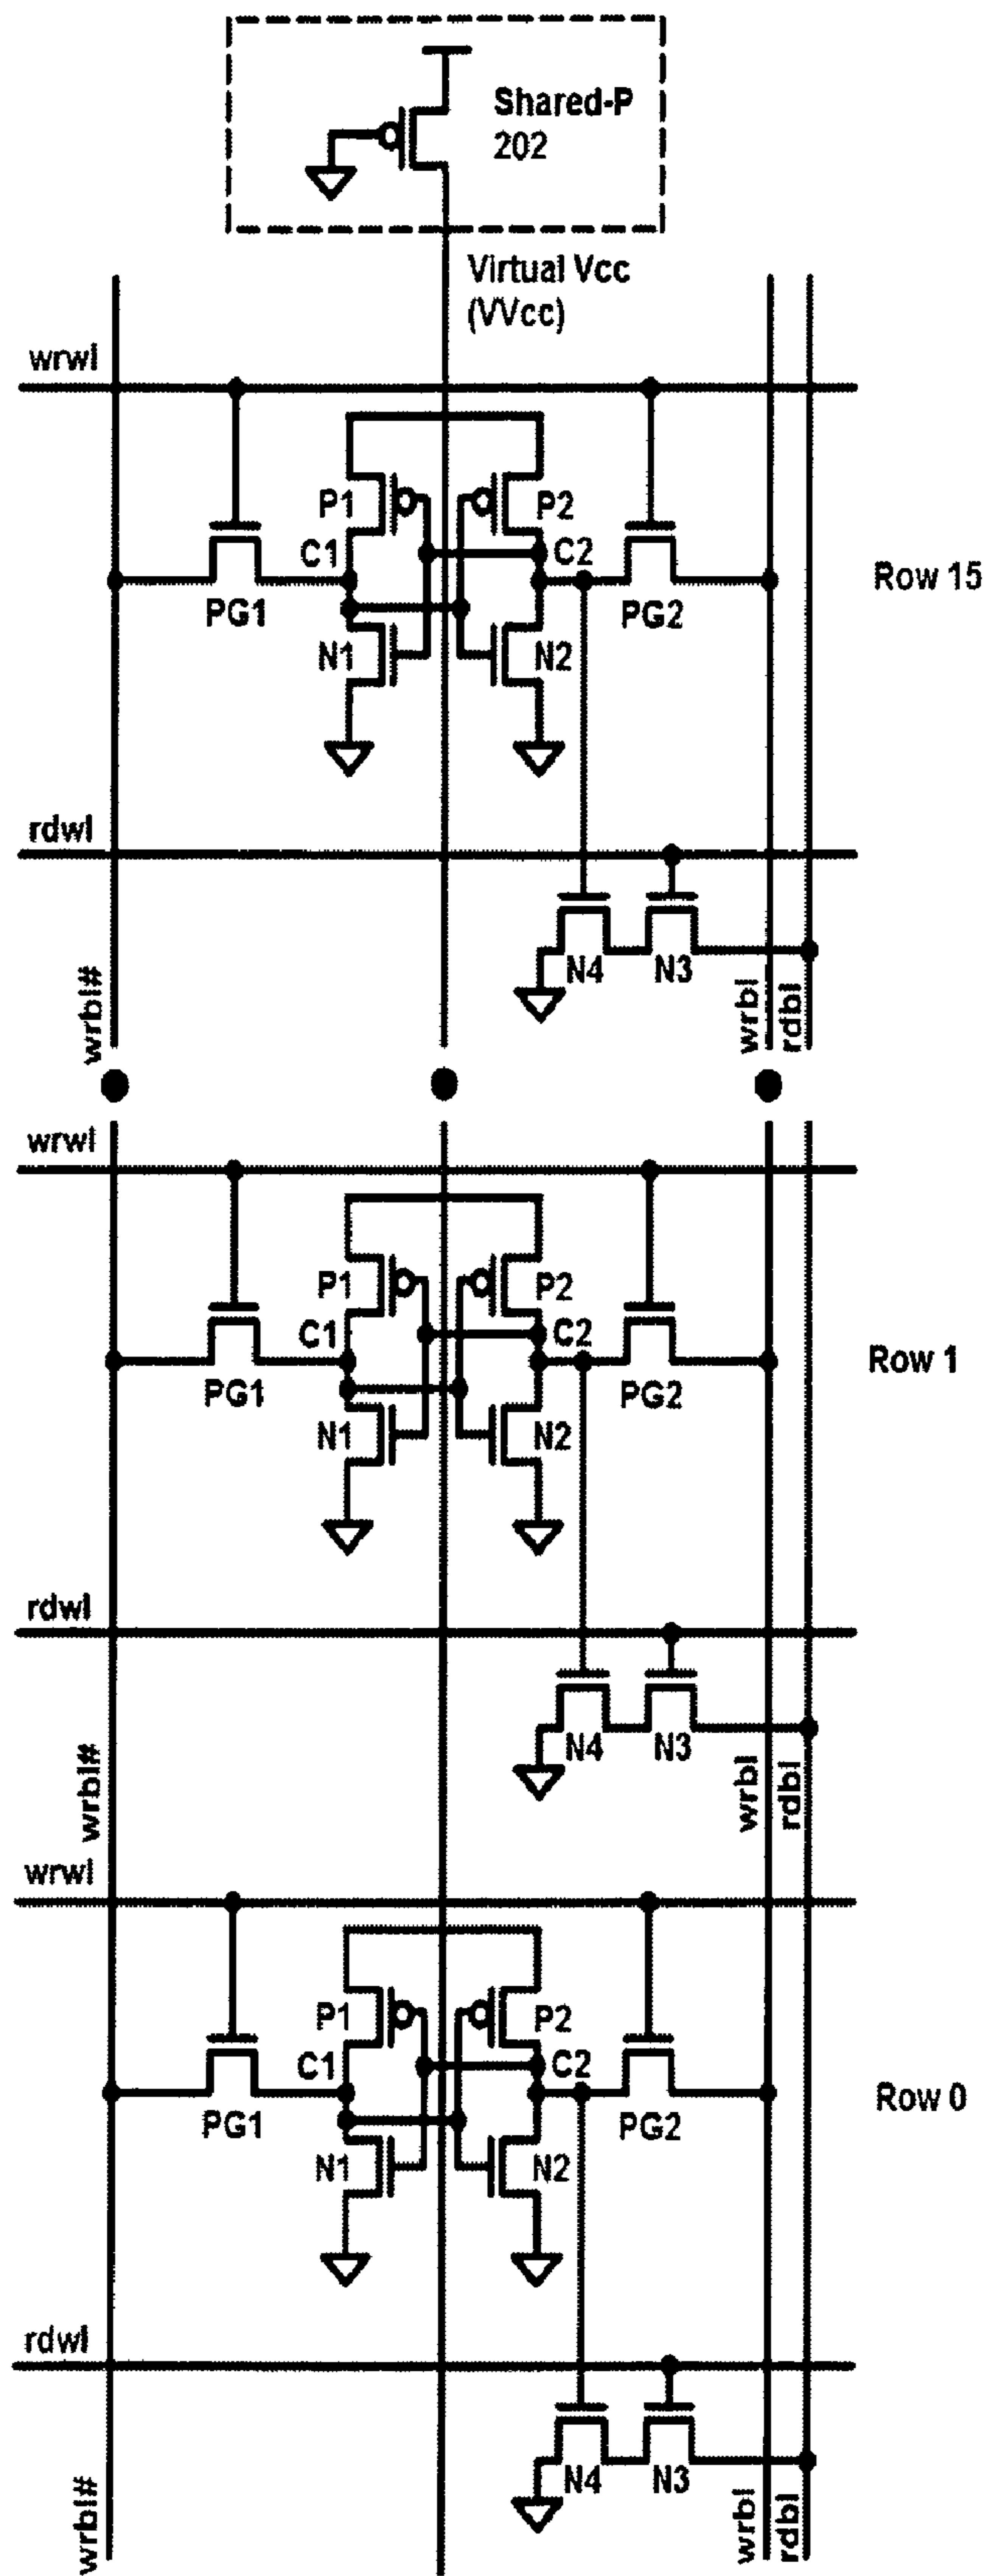 Shared-P
202
Virtual Vcc
(VVcc)
wrwl
P1
P2
C1
C2
PG1
PG2
Row 15
N1
N2
rdwl
N4
N3
wrbl#
wrbl
rdbl
wrwl
P1
P2
C1
C2
PG1
PG2
Row 1
N1
N2
rdwl
N4
N3
wrbl#
wrbl
rdbl
wrwl
P1
P2
C1
C2
PG1
PG2
Row 0
N1
N2
rdwl
N4
N3
wrbl#
wrbl
rdbl